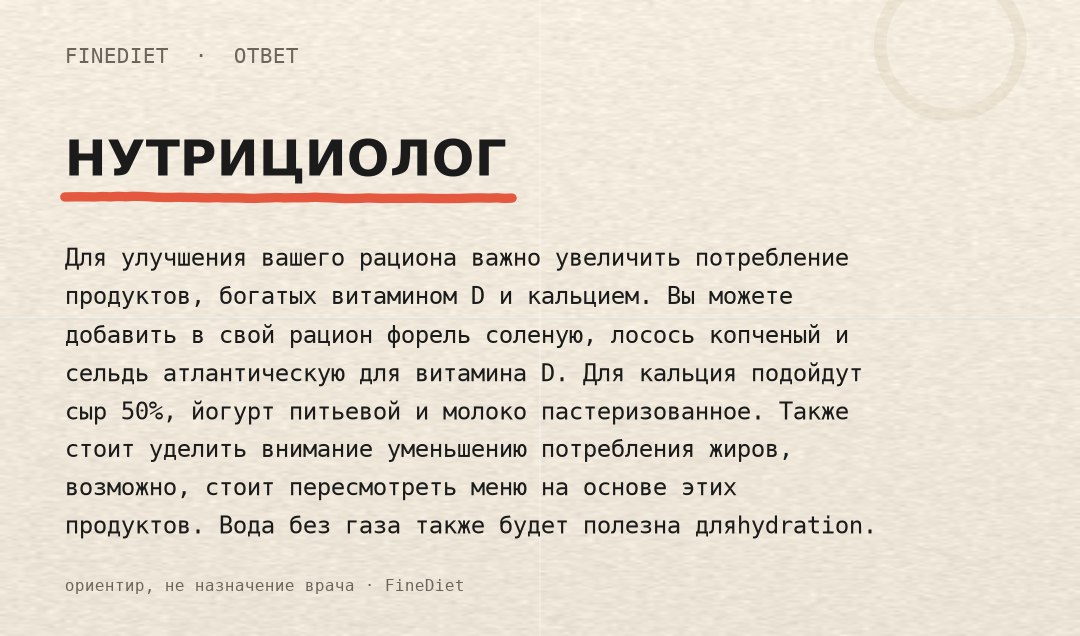 FINEDIET · ОТВЕТ
НУТРИЦИОЛОГ
Для улучшения вашего рациона важно увеличить потребление
продуктов, богатых витамином D и кальцием. Вы можете
добавить в свой рацион форель соленую, лосось копченый и
сельдь атлантическую для витамина D. Для кальция подойдут
сыр 50%, йогурт питьевой и молоко пастеризованное. Также
стоит уделить внимание уменьшению потребления жиров,
возможно, стоит пересмотреть меню на основе этих
продуктов. Вода без газа также будет полезна дляhydration.
ориентир, не назначение врача · FineDiet